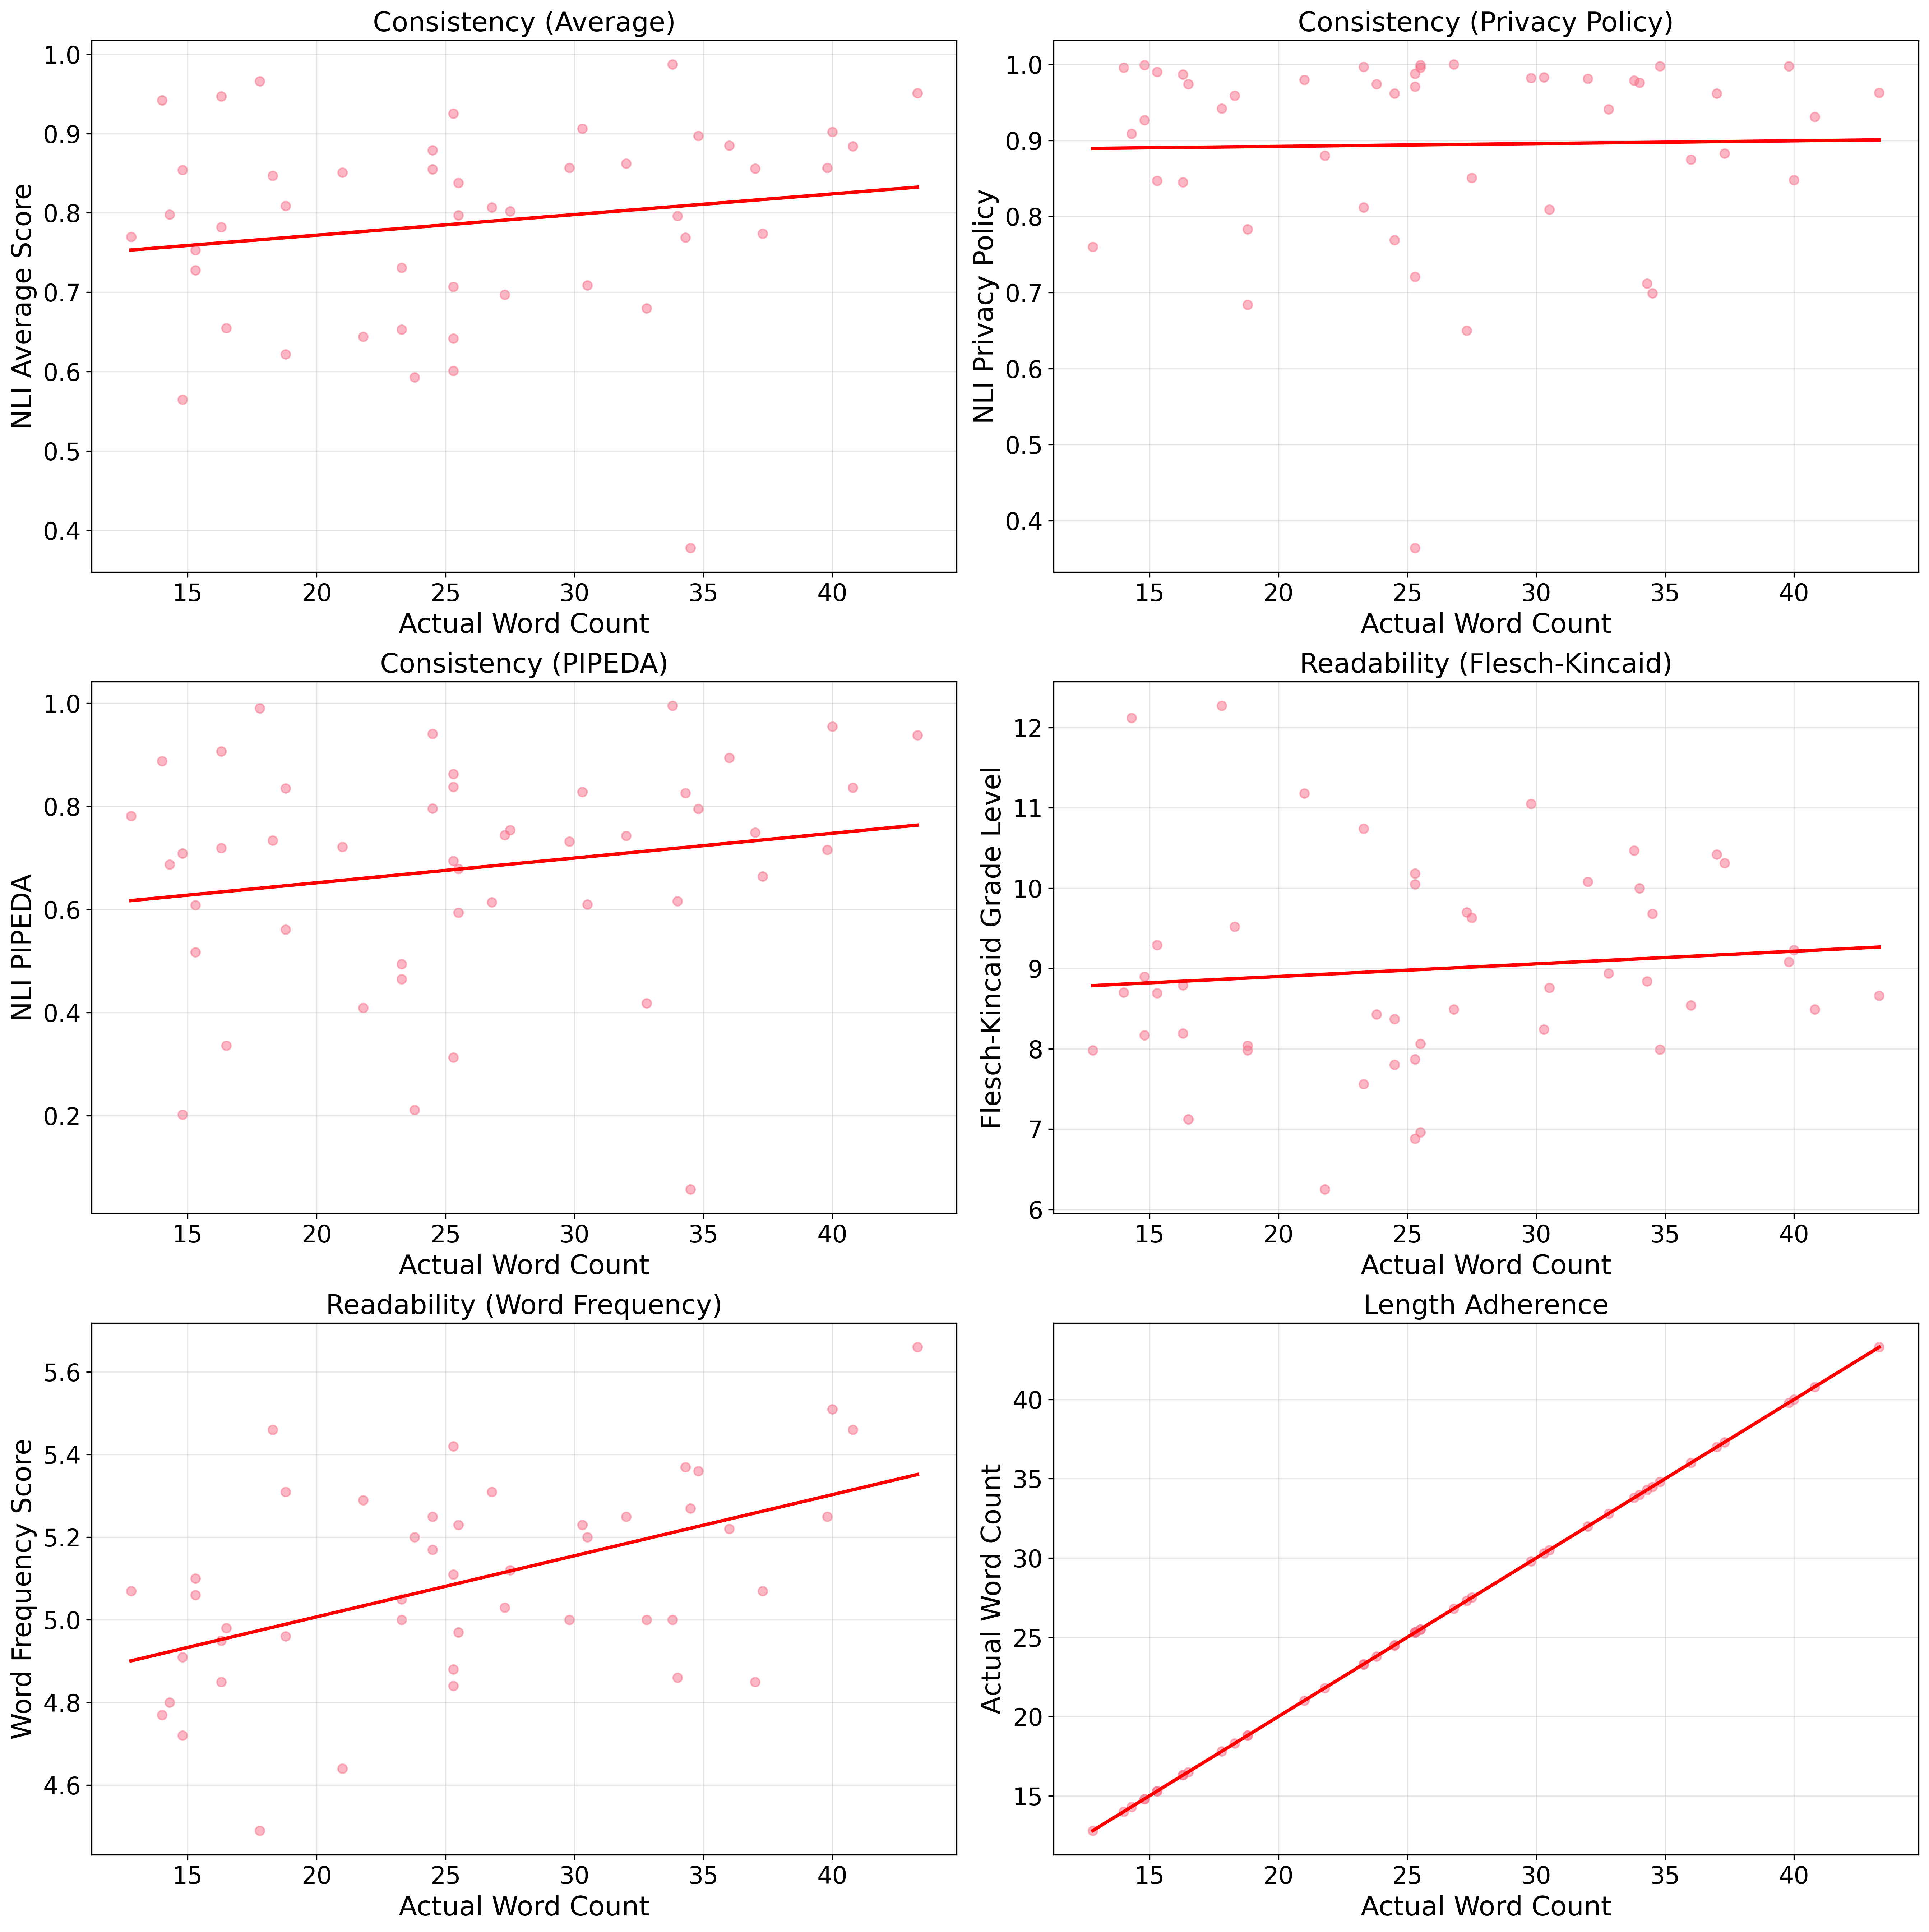 Consistency (Average)
1.0
0.9
0.8
0.7
0.6
0.5
0.4
NLI Average Score
15 20 25 30 35 40
Actual Word Count
Consistency (Privacy Policy)
1.0
0.9
0.8
0.7
0.6
0.5
0.4
NLI Privacy Policy
15 20 25 30 35 40
Actual Word Count
Consistency (PIPEDA)
1.0
0.8
0.6
0.4
0.2
NLI PIPEDA
15 20 25 30 35 40
Actual Word Count
Readability (Flesch-Kincaid)
12
11
10
9
8
7
6
Flesch-Kincaid Grade Level
15 20 25 30 35 40
Actual Word Count
Readability (Word Frequency)
5.6
5.4
5.2
5.0
4.8
4.6
Word Frequency Score
15 20 25 30 35 40
Actual Word Count
Length Adherence
40
35
30
25
20
15
Actual Word Count
15 20 25 30 35 40
Actual Word Count